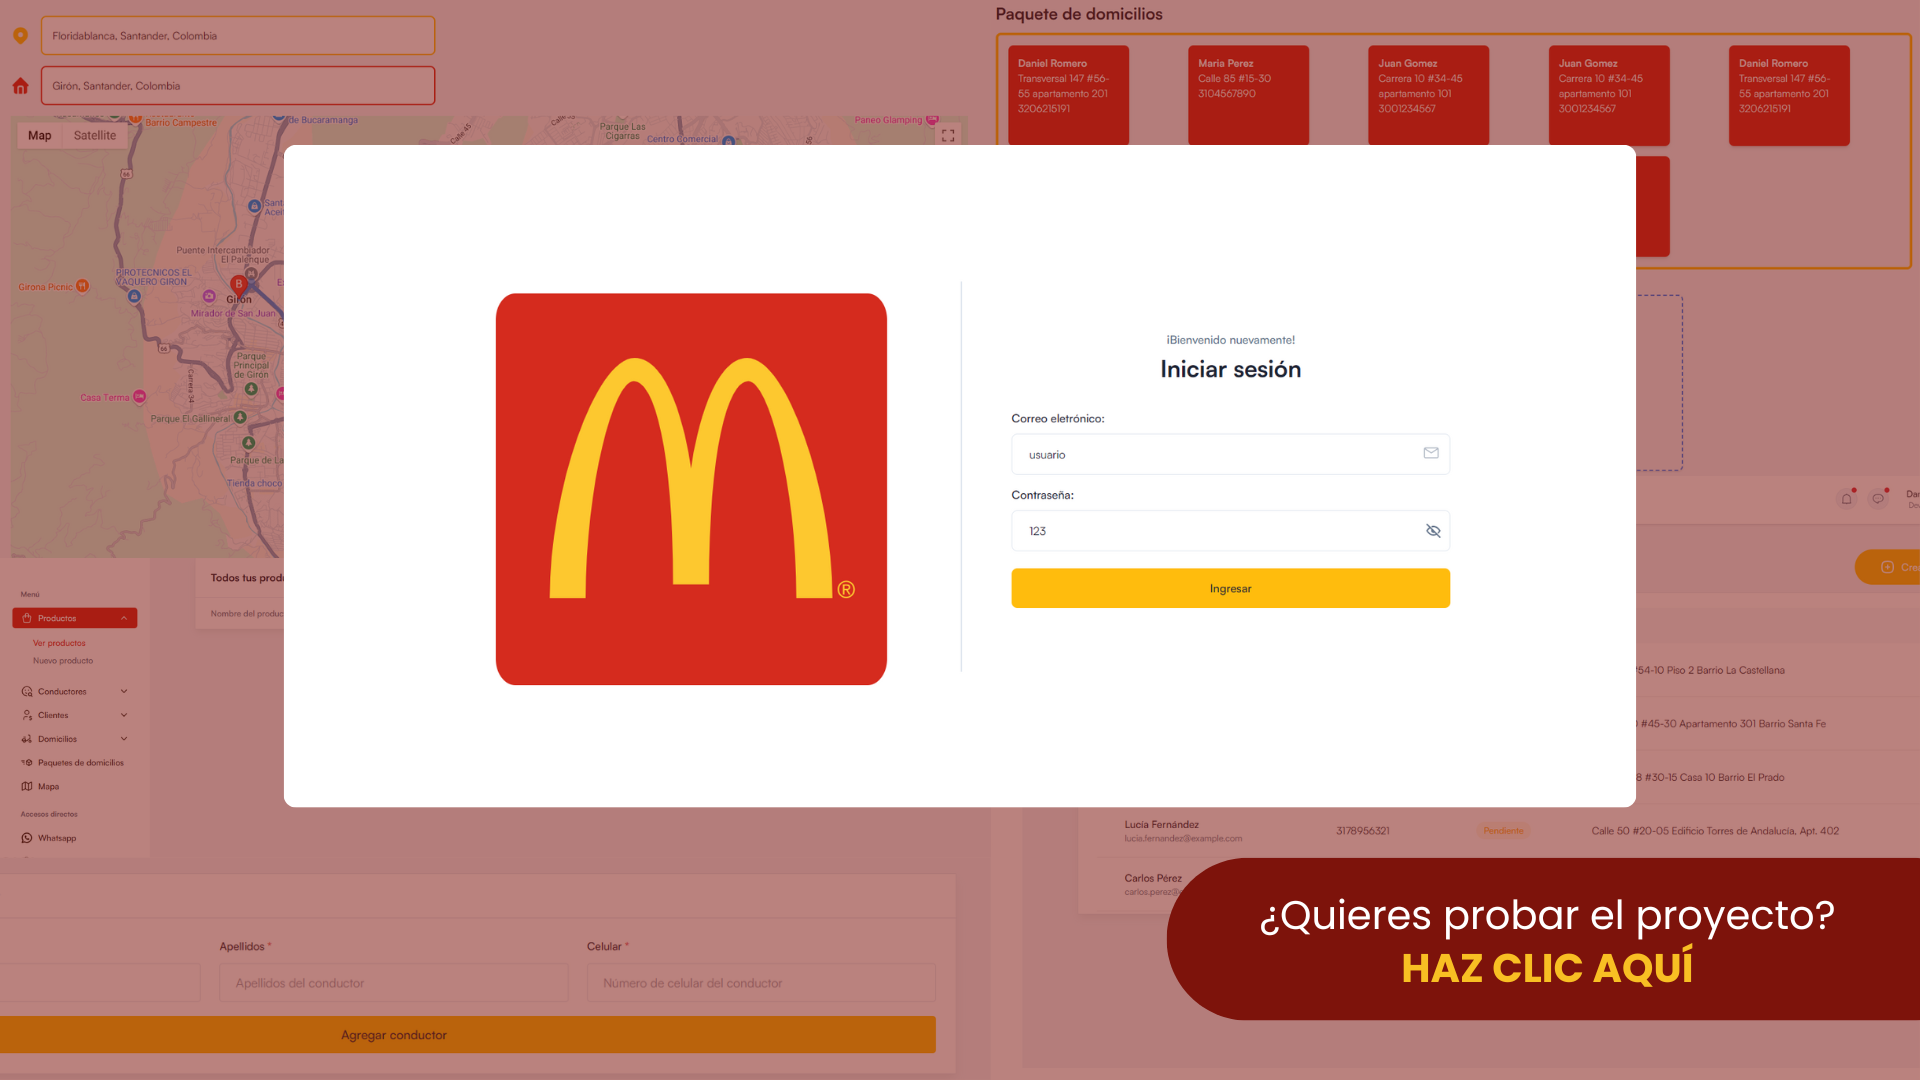 Floridablanca, Santander, Colombia
Girón, Santander, Colombia
Map
Satellite
Barrio Campestre
de Bucaramanga
Calle 45
Parque Las
Cigarras
Centro Comercial
Paneo Glamping
66
Puente Intercambiador
El Palenque
PIROTECNICOS EL
VAQUERO GIRON
Girona Picnic
B
Girón
Mirador de San Juan
66
Parque
Principal
de Girón
Carrera 34
Casa Terma
Parque El Gallineral
Parque de La
Tienda choco
Paquete de domicilios
Daniel Romero
Transversal 147 #56-
55 apartamento 201
3206215191
Maria Perez
Calle 85 #15-30
3104567890
Juan Gomez
Carrera 10 #34-45
apartamento 101
3001234567
Juan Gomez
Carrera 10 #34-45
apartamento 101
3001234567
Daniel Romero
Transversal 147 #56-
55 apartamento 201
3206215191
¡Bienvenido nuevamente!
Iniciar sesión
Correo eletrónico:
usuario
Contraseña:
123
Ingresar
®
Menú
Productos
Ver productos
Nuevo producto
Conductores
Clientes
Domicilios
Paquetes de domicilios
Mapa
Accesos directos
Whatsapp
Todos tus produ
Nombre del produc
54-10 Piso 2 Barrio La Castellana
#45-30 Apartamento 301 Barrio Santa Fe
8 #30-15 Casa 10 Barrio El Prado
Lucía Fernández
lucia.fernandez@example.com
3178956321
Pendiente
Calle 50 #20-05 Edificio Torres de Andalucía, Apt. 402
Carlos Pérez
carlos.perez@
Apellidos *
Apellidos del conductor
Celular *
Número de celular del conductor
Agregar conductor
¿Quieres probar el proyecto?
HAZ CLIC AQUÍ